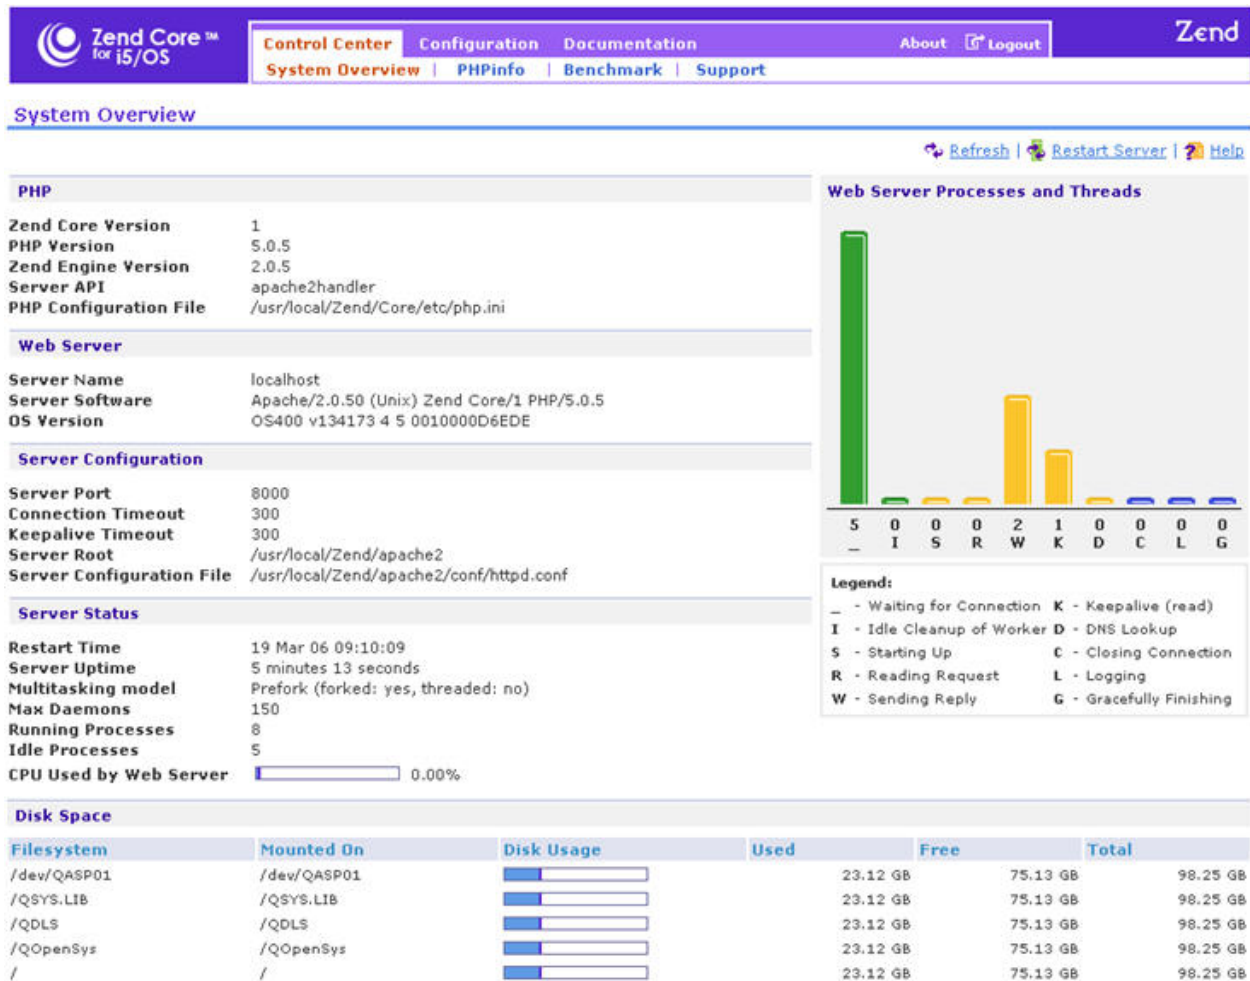 Zend Core™
for i5/OS
Control Center Configuration Documentation About Logout
Zend
System Overview | PHPinfo | Benchmark | Support
System Overview
Refresh | Restart Server | Help
PHP
Zend Core Version 1
PHP Version 5.0.5
Zend Engine Version 2.0.5
Server API apache2handler
PHP Configuration File /usr/local/Zend/Core/etc/php.ini
Web Server
Server Name localhost
Server Software Apache/2.0.50 (Unix) Zend Core/1 PHP/5.0.5
OS Version OS400 v134173 4 5 0010000D6EDE
Server Configuration
Server Port 8000
Connection Timeout 300
Keepalive Timeout 300
Server Root /usr/local/Zend/apache2
Server Configuration File /usr/local/Zend/apache2/conf/httpd.conf
Server Status
Restart Time 19 Mar 06 09:10:09
Server Uptime 5 minutes 13 seconds
Multitasking model Prefork (forked: yes, threaded: no)
Max Daemons 150
Running Processes 8
Idle Processes 5
CPU Used by Web Server 0.00%
Web Server Processes and Threads
5 0 0 0 2 1 0 0 0 0
_ I S R W K D C L G
Legend:
_ - Waiting for Connection K - Keepalive (read)
I - Idle Cleanup of Worker D - DNS Lookup
S - Starting Up C - Closing Connection
R - Reading Request L - Logging
W - Sending Reply G - Gracefully Finishing
Disk Space
Filesystem Mounted On Disk Usage Used Free Total
/dev/QASP01 /dev/QASP01 23.12 GB 75.13 GB 98.25 GB
/QSYS.LIB /QSYS.LIB 23.12 GB 75.13 GB 98.25 GB
/QDLS /QDLS 23.12 GB 75.13 GB 98.25 GB
/QOpenSys /QOpenSys 23.12 GB 75.13 GB 98.25 GB
/ / 23.12 GB 75.13 GB 98.25 GB